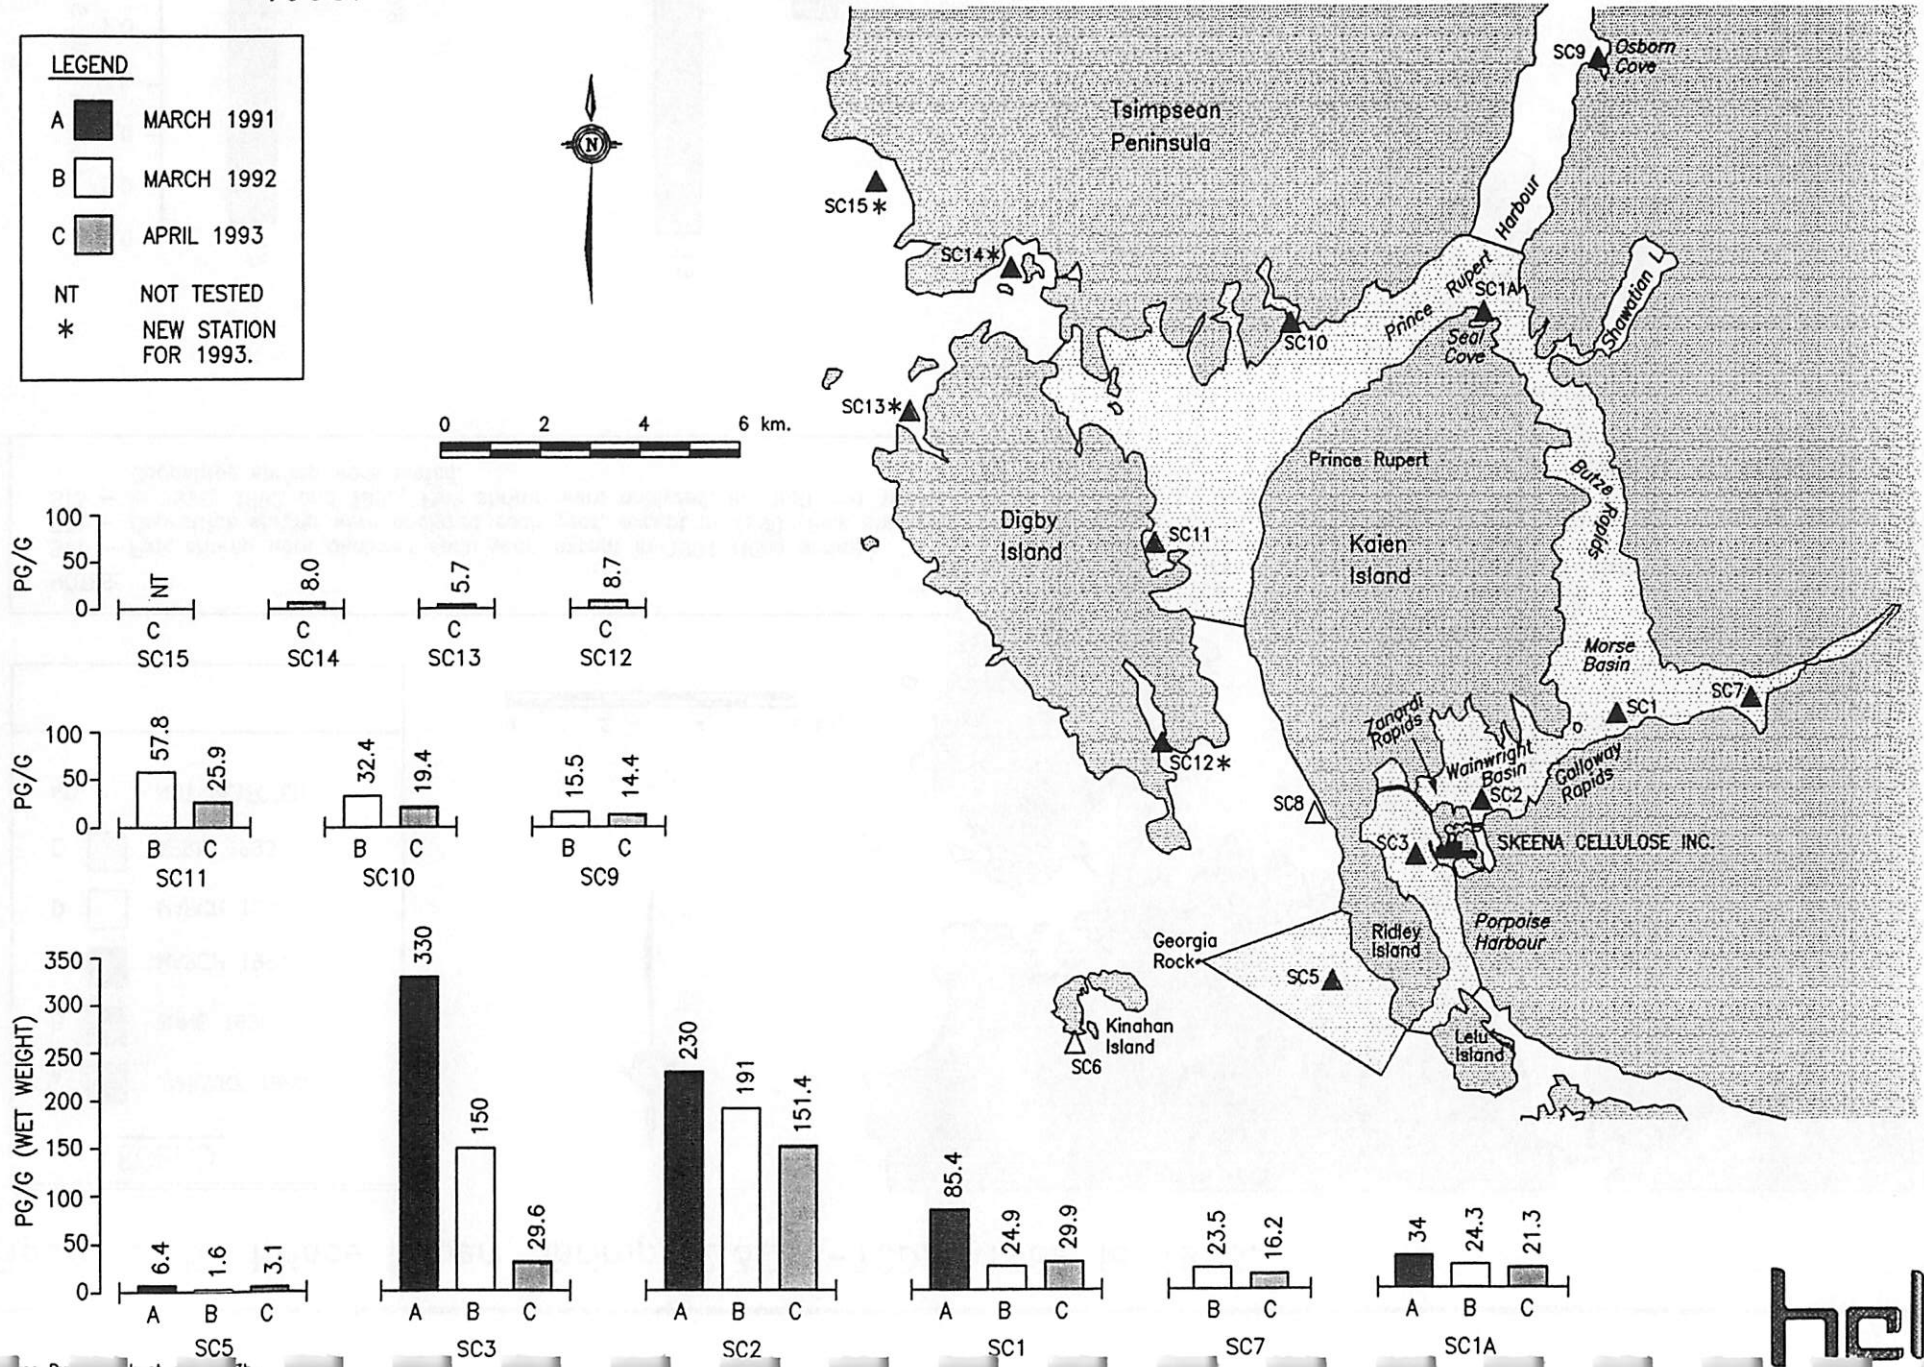 LEGEND
A MARCH 1991
B MARCH 1992
C APRIL 1993
NT NOT TESTED
* NEW STATION
FOR 1993.
N
0 2 4 6 km.
SC9
Osborn
Cove
Tsimpsean
Peninsula
SC15*
SC14*
Harbour
Rupert
Prince
SC1A
Seal
Cove
Shawatlan L.
SC10
SC13*
Prince Rupert
Butze
Rapids
Digby
Island
SC11
Kaien
Island
Morse
Basin
SC7
SC1
Zanardi
Rapids
Wainwright
Basin
Galloway
Rapids
SC12*
SC8
SC2
SC3
SKEENA CELLULOSE INC.
Georgia
Rock
Ridley
Island
Porpoise
Harbour
SC5
Kinahan
Island
SC6
Lelu
Island
PG/G
100
50
0
NT 8.0 5.7 8.7
C C C C
SC15 SC14 SC13 SC12
PG/G
100
50
0
57.8 25.9 32.4 19.4 15.5 14.4
B C B C B C
SC11 SC10 SC9
PG/G (WET WEIGHT)
350
300
250
200
150
100
50
0
6.4 1.6 3.1 330 150 29.6 230 191 151.4 85.4 24.9 29.9 23.5 16.2 34 24.3 21.3
A B C A B C A B C A B C B C A B C
SC5 SC3 SC2 SC1 SC7 SC1A
hcl